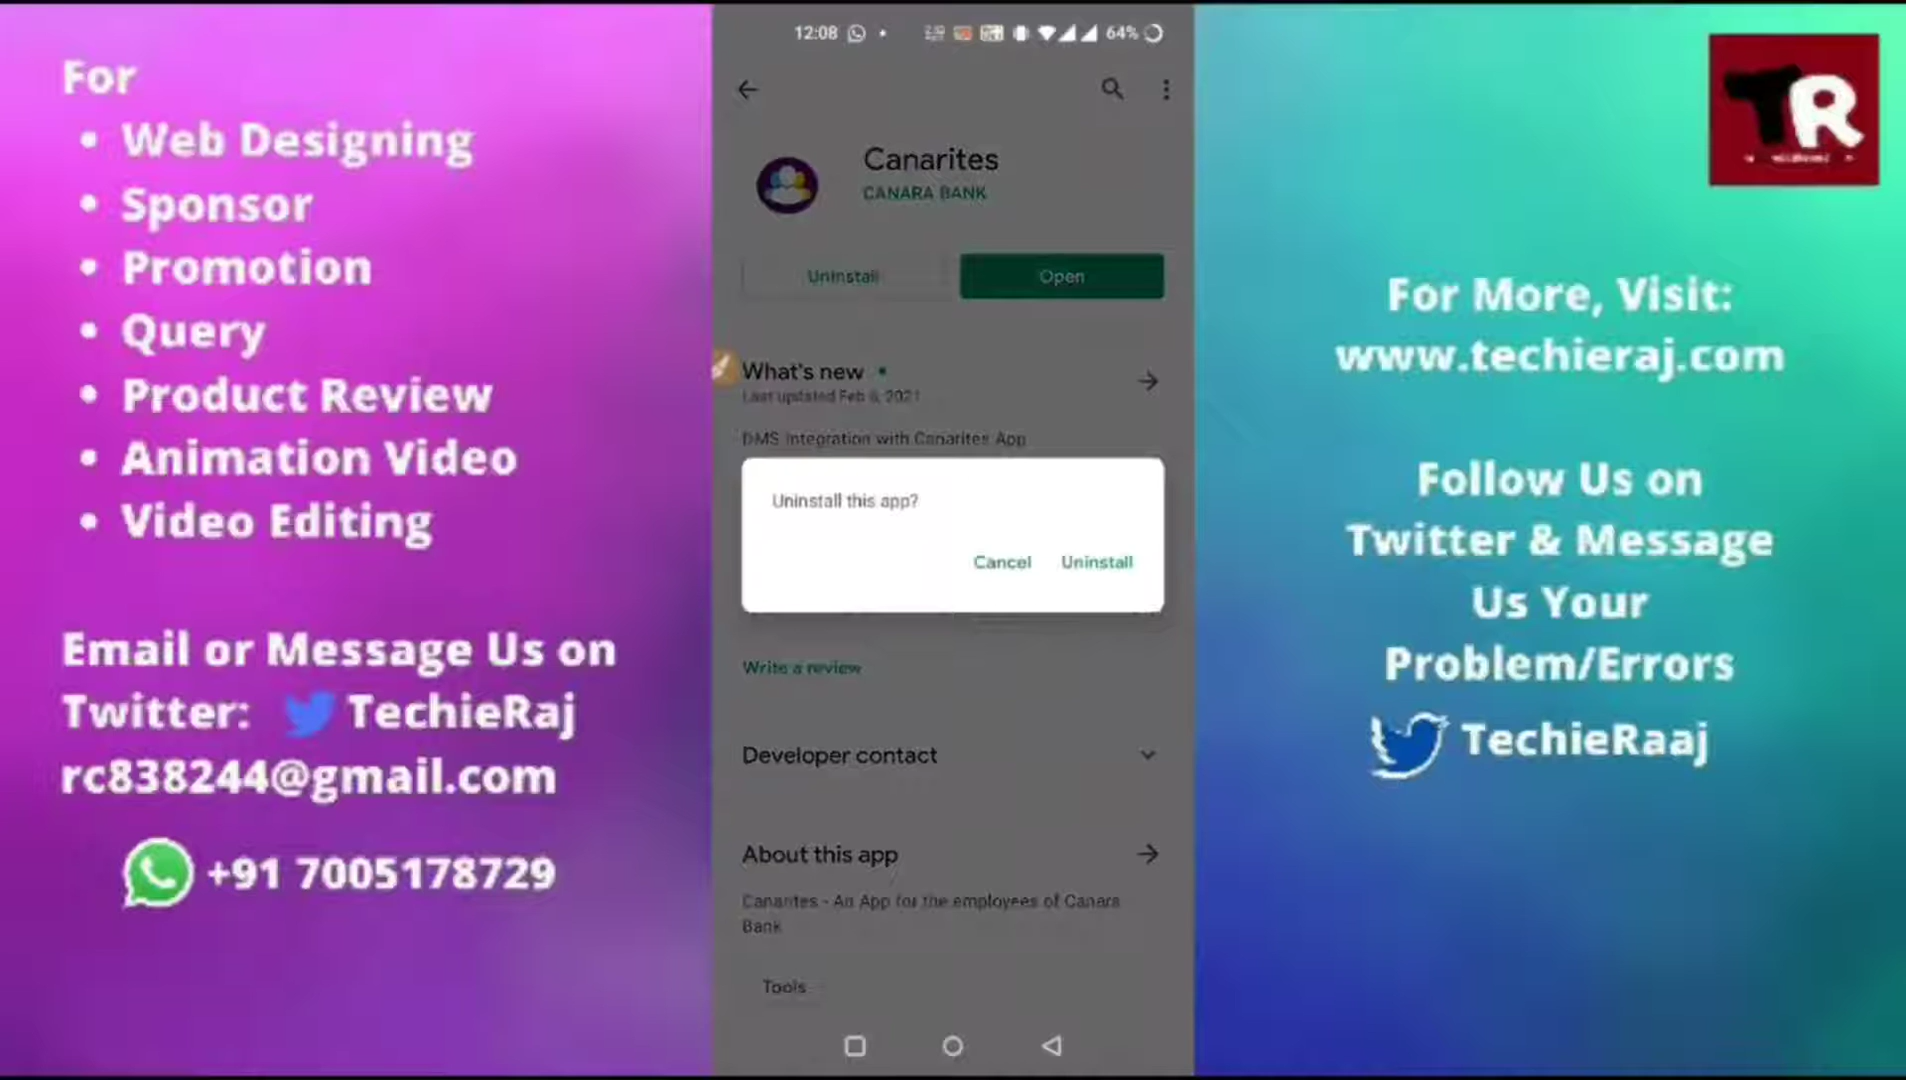 For
• Web Designing
• Sponsor
• Promotion
• Query
• Product Review
• Animation Video
• Video Editing
Email or Message Us on
Twitter: TechieRaj
rc838244@gmail.com
+91 7005178729
12:08
64%
Canarites
CANARA BANK
Uninstall
Open
What's new
Last updated Feb 6, 2021
DMS Integration with Canarites App
Uninstall this app?
Cancel
Uninstall
Write a review
Developer contact
About this app
Canarites - An App for the employees of Canara
Bank
Tools
TR
For More, Visit:
www.techieraj.com
Follow Us on
Twitter & Message
Us Your
Problem/Errors
TechieRaaj